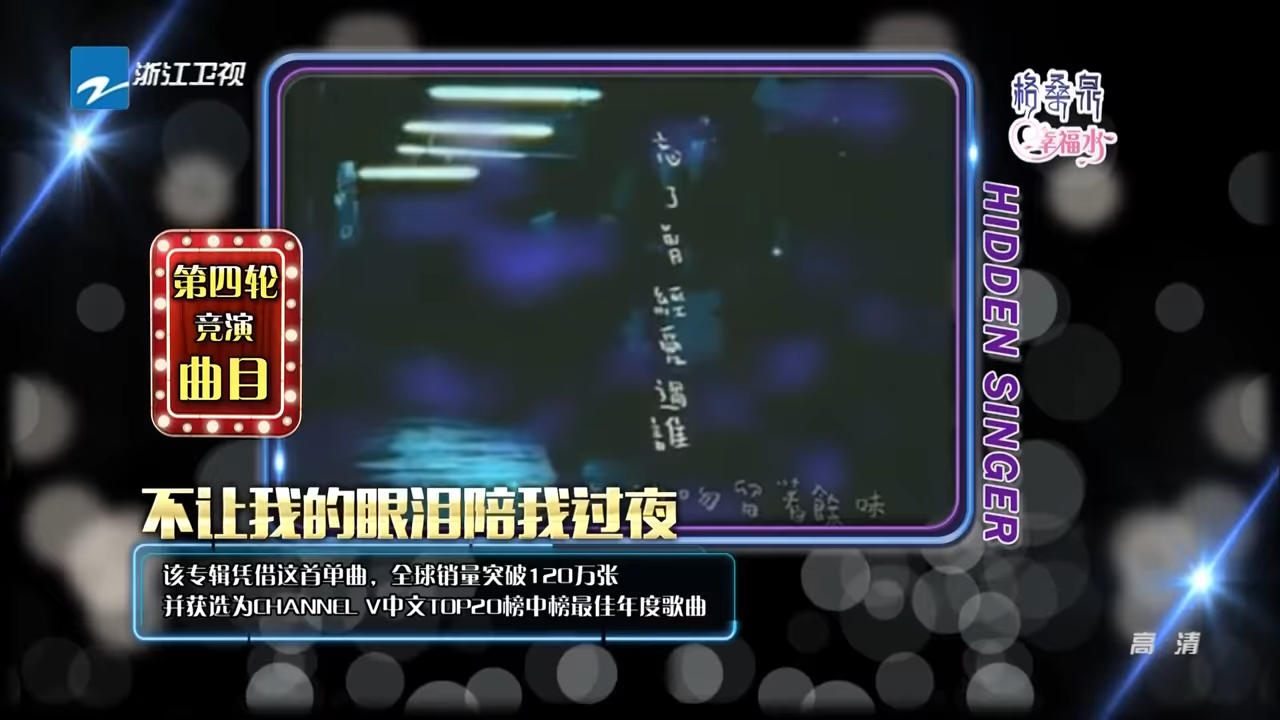 浙江卫视
格桑泉
幸福水
HIDDEN SINGER
忘了曾經愛過誰
吻留著餘味
第四轮
竞演
曲目
不让我的眼泪陪我过夜
该专辑凭借这首单曲，全球销量突破120万张
并获选为CHANNEL V中文TOP20榜中榜最佳年度歌曲
高清